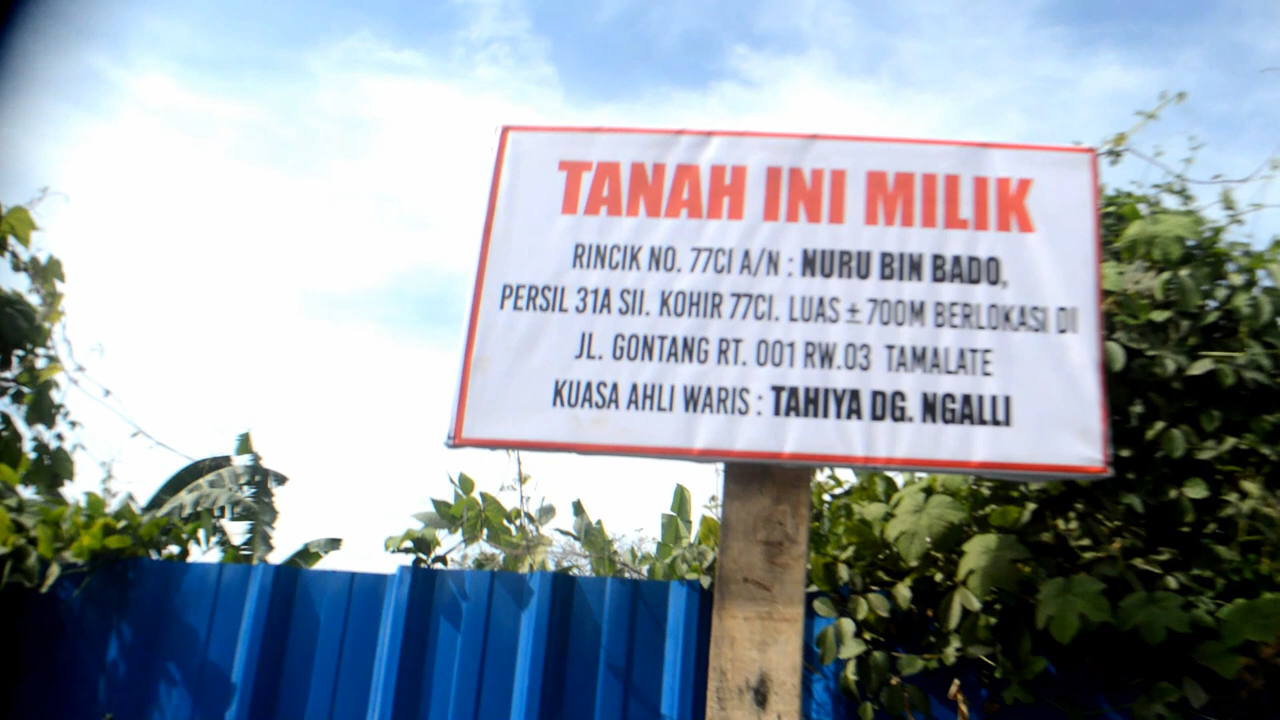 TANAH INI MILIK
RINCIK NO. 77CI A/N : NURU BIN BADO,
PERSIL 31A SII. KOHIR 77CI. LUAS ± 700M BERLOKASI DI
JL. GONTANG RT. 001 RW.03 TAMALATE
KUASA AHLI WARIS : TAHIYA DG. NGALLI